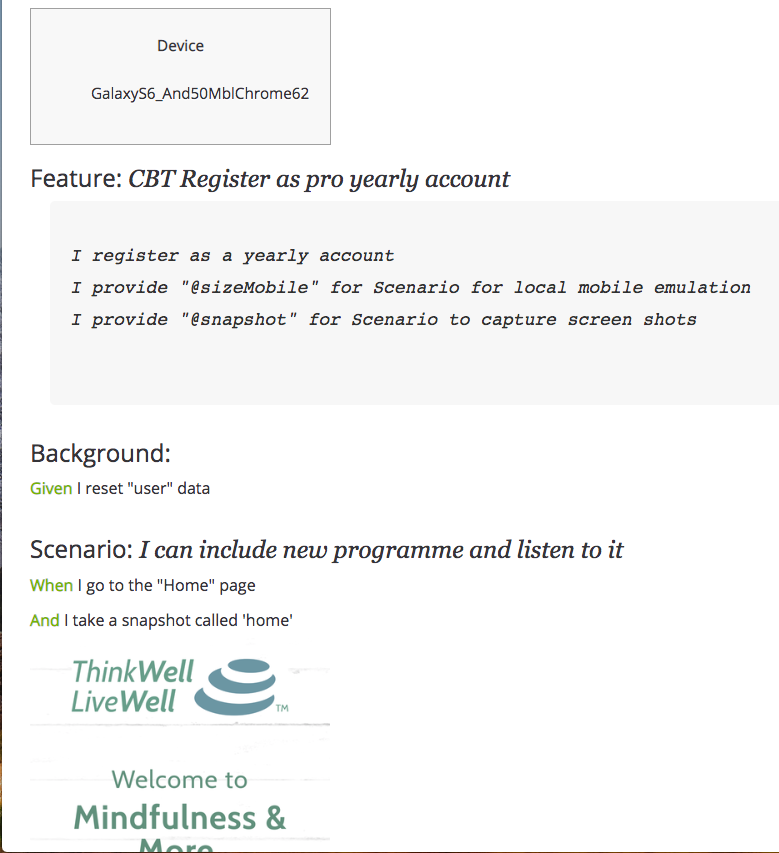 Device
GalaxyS6_And50MblChrome62
Feature: CBT Register as pro yearly account
I register as a yearly account
I provide "@sizeMobile" for Scenario for local mobile emulation
I provide "@snapshot" for Scenario to capture screen shots
Background:
Given I reset "user" data
Scenario: I can include new programme and listen to it
When I go to the "Home" page
And I take a snapshot called 'home'
ThinkWell
LiveWell TM
Welcome to
Mindfulness &
More